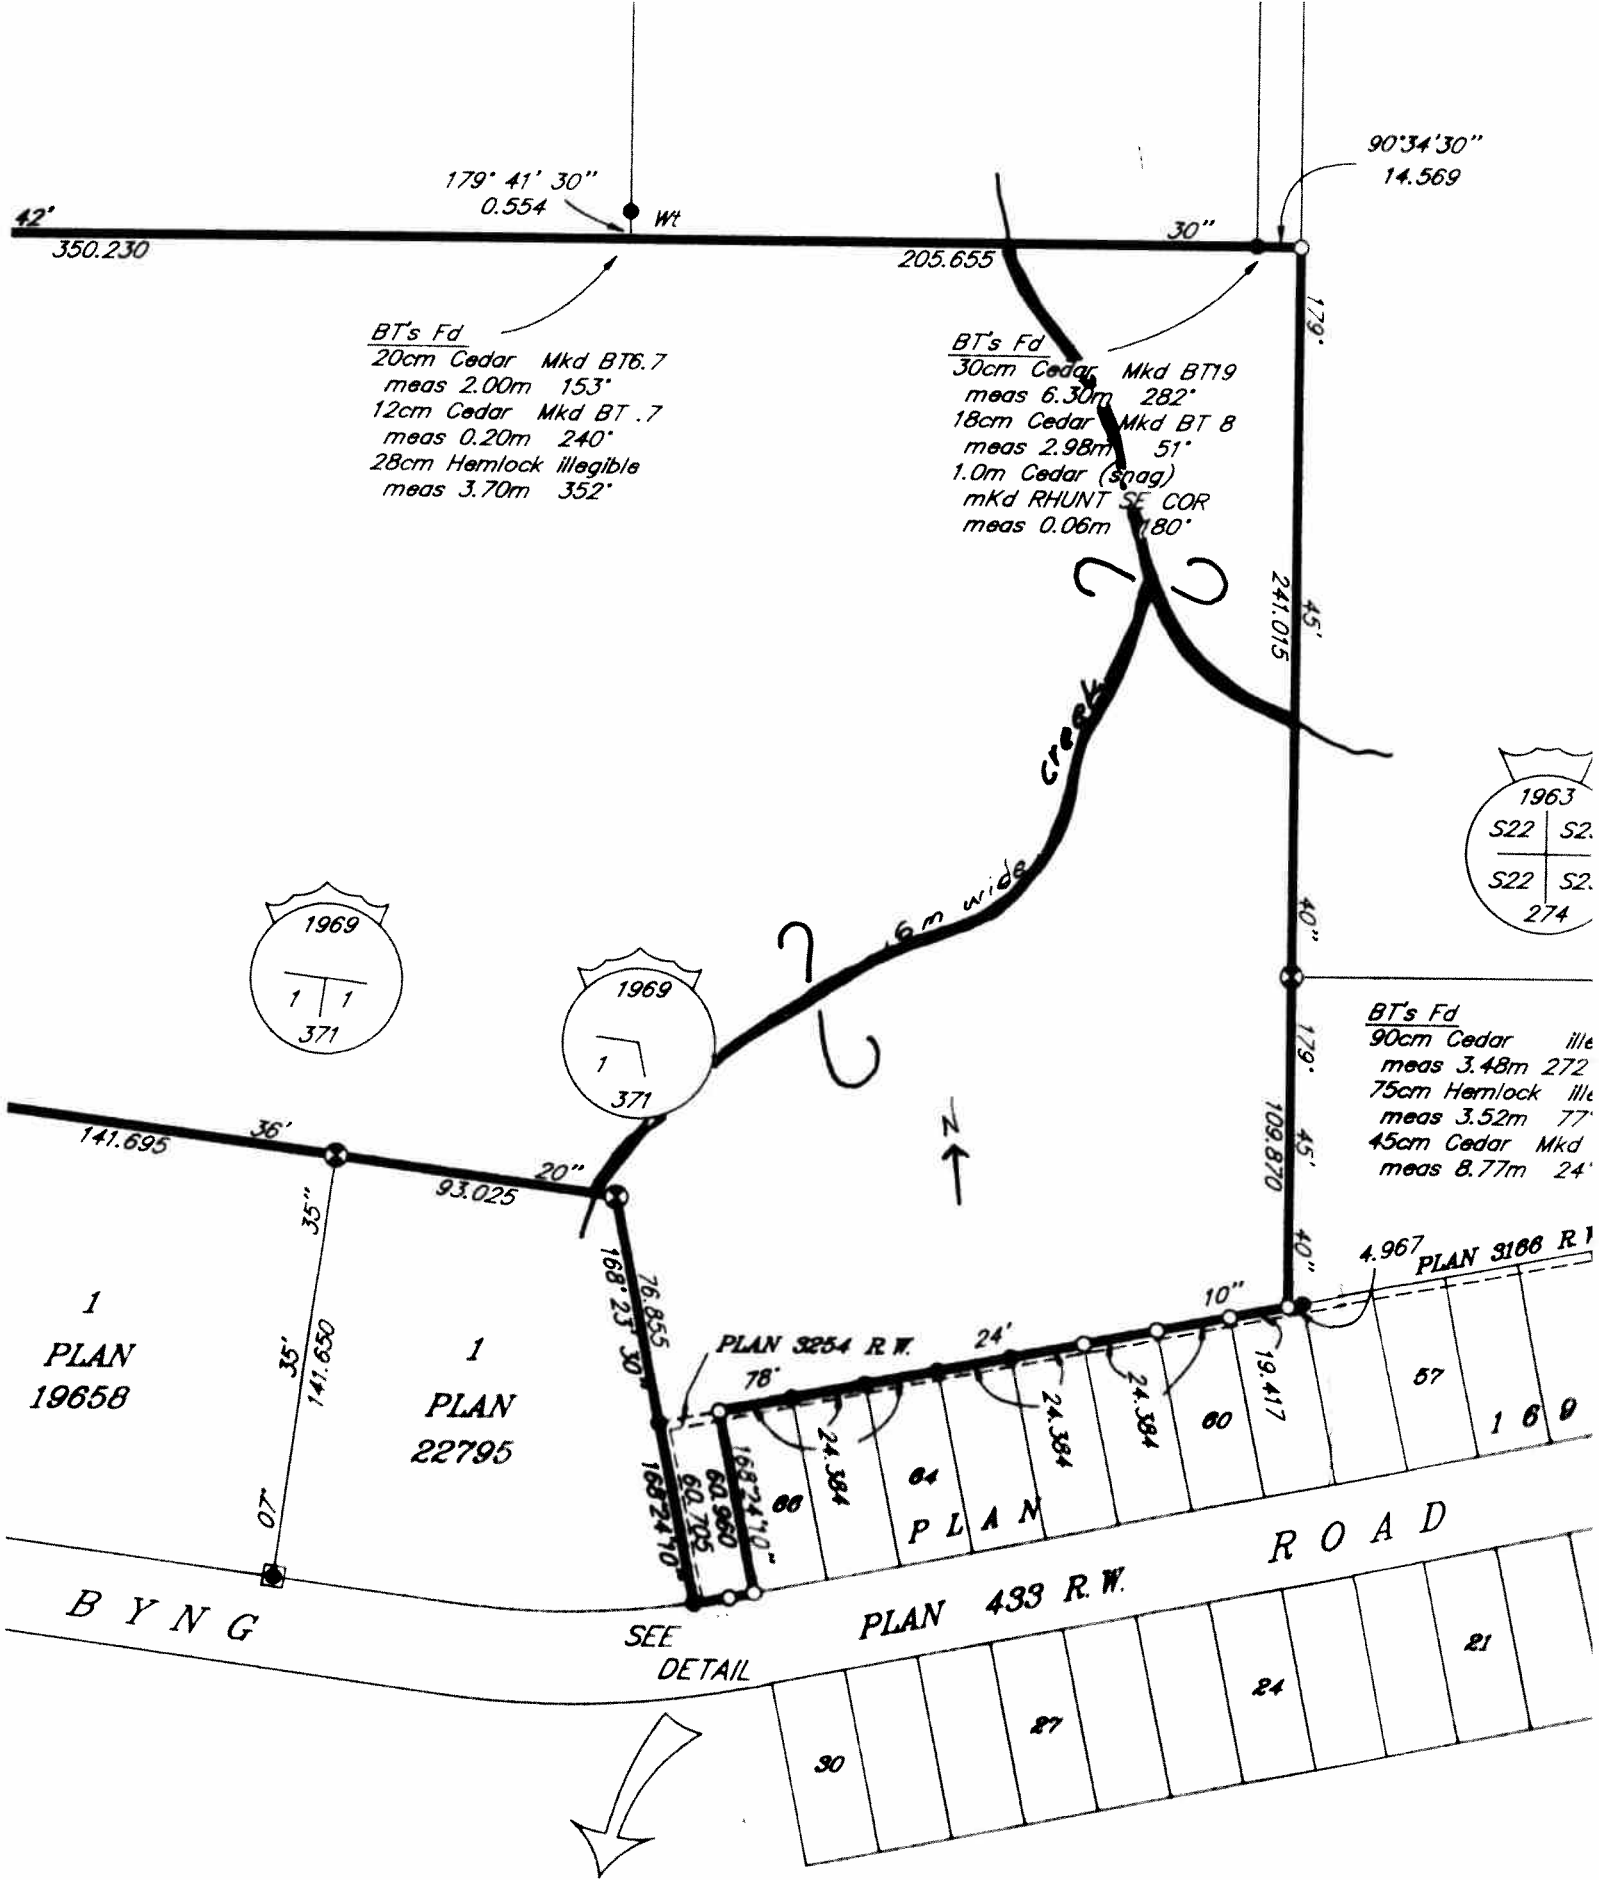 90°34'30"
14.569
179° 41' 30"
0.554
Wt
42'
350.230
30"
205.655
BT's Fd
20cm Cedar Mkd BT6.7
meas 2.00m 153°
12cm Cedar Mkd BT .7
meas 0.20m 240°
28cm Hemlock illegible
meas 3.70m 352°
BT's Fd
30cm Cedar Mkd BT19
meas 6.30m 282°
18cm Cedar Mkd BT 8
meas 2.98m 51°
1.0m Cedar (snag)
mKd RHUNT SE COR
meas 0.06m 180°
179°
45'
241.015
40"
creek
.6 m wide
1963
S22
S22
274
1969
1 1
371
1969
1
371
N
BT's Fd
90cm Cedar
meas 3.48m 272
75cm Hemlock
meas 3.52m 77°
45cm Cedar Mkd
meas 8.77m 24°
179°
45'
109.870
40"
141.695
36'
93.025
20"
35"
35'
141.650
07°
168° 23' 30"
76.855
4.967
PLAN 3166 R.W
10"
24'
78°
PLAN 3254 R.W.
19.417
24.384
24.384
24.384
1
PLAN
19658
1
PLAN
22795
168°24'10"
60.705
60.960
168°24'10"
66
64
60
57
PLAN
169
BYNG
ROAD
SEE
DETAIL
PLAN 433 R.W.
30
27
24
21